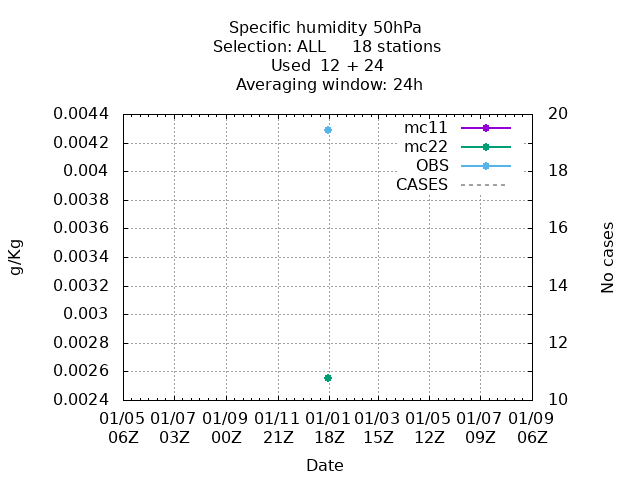 Specific humidity 50hPa
Selection: ALL     18 stations
Used  12 + 24
Averaging window: 24h
0.0044
0.0042
0.004
0.0038
0.0036
0.0034
0.0032
0.003
0.0028
0.0026
0.0024
g/Kg
mc11
mc22
OBS
CASES
20
18
16
14
12
10
No cases
01/05 01/07 01/09 01/11 01/01 01/03 01/05 01/07 01/09
06Z 03Z 00Z 21Z 18Z 15Z 12Z 09Z 06Z
Date